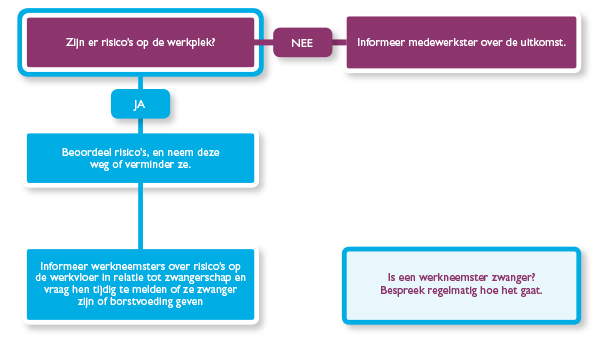 Zijn er risico's op de werkplek?
NEE
Informeer medewerkster over de uitkomst.
JA
Beoordeel risico's, en neem deze
weg of verminder ze.
Informeer werkneemsters over risico's op
de werkvloer in relatie tot zwangerschap en
vraag hen tijdig te melden of ze zwanger
zijn of borstvoeding geven
Is een werkneemster zwanger?
Bespreek regelmatig hoe het gaat.